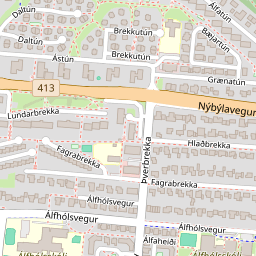 Daltún
Daltún
Brekkutún
Álfatún
Bæjartún
Brekkutún
Ástún
Grænatún
413
Nýbýlavegur
Lundarbrekka
Þverbrekka
Hlaðbrekka
Fagrabrekka
Fagrabrekka
Álfhólsvegur
Álfhólsvegur
Álfhólsvegur
Álfaheiði
Álfhólsskóli